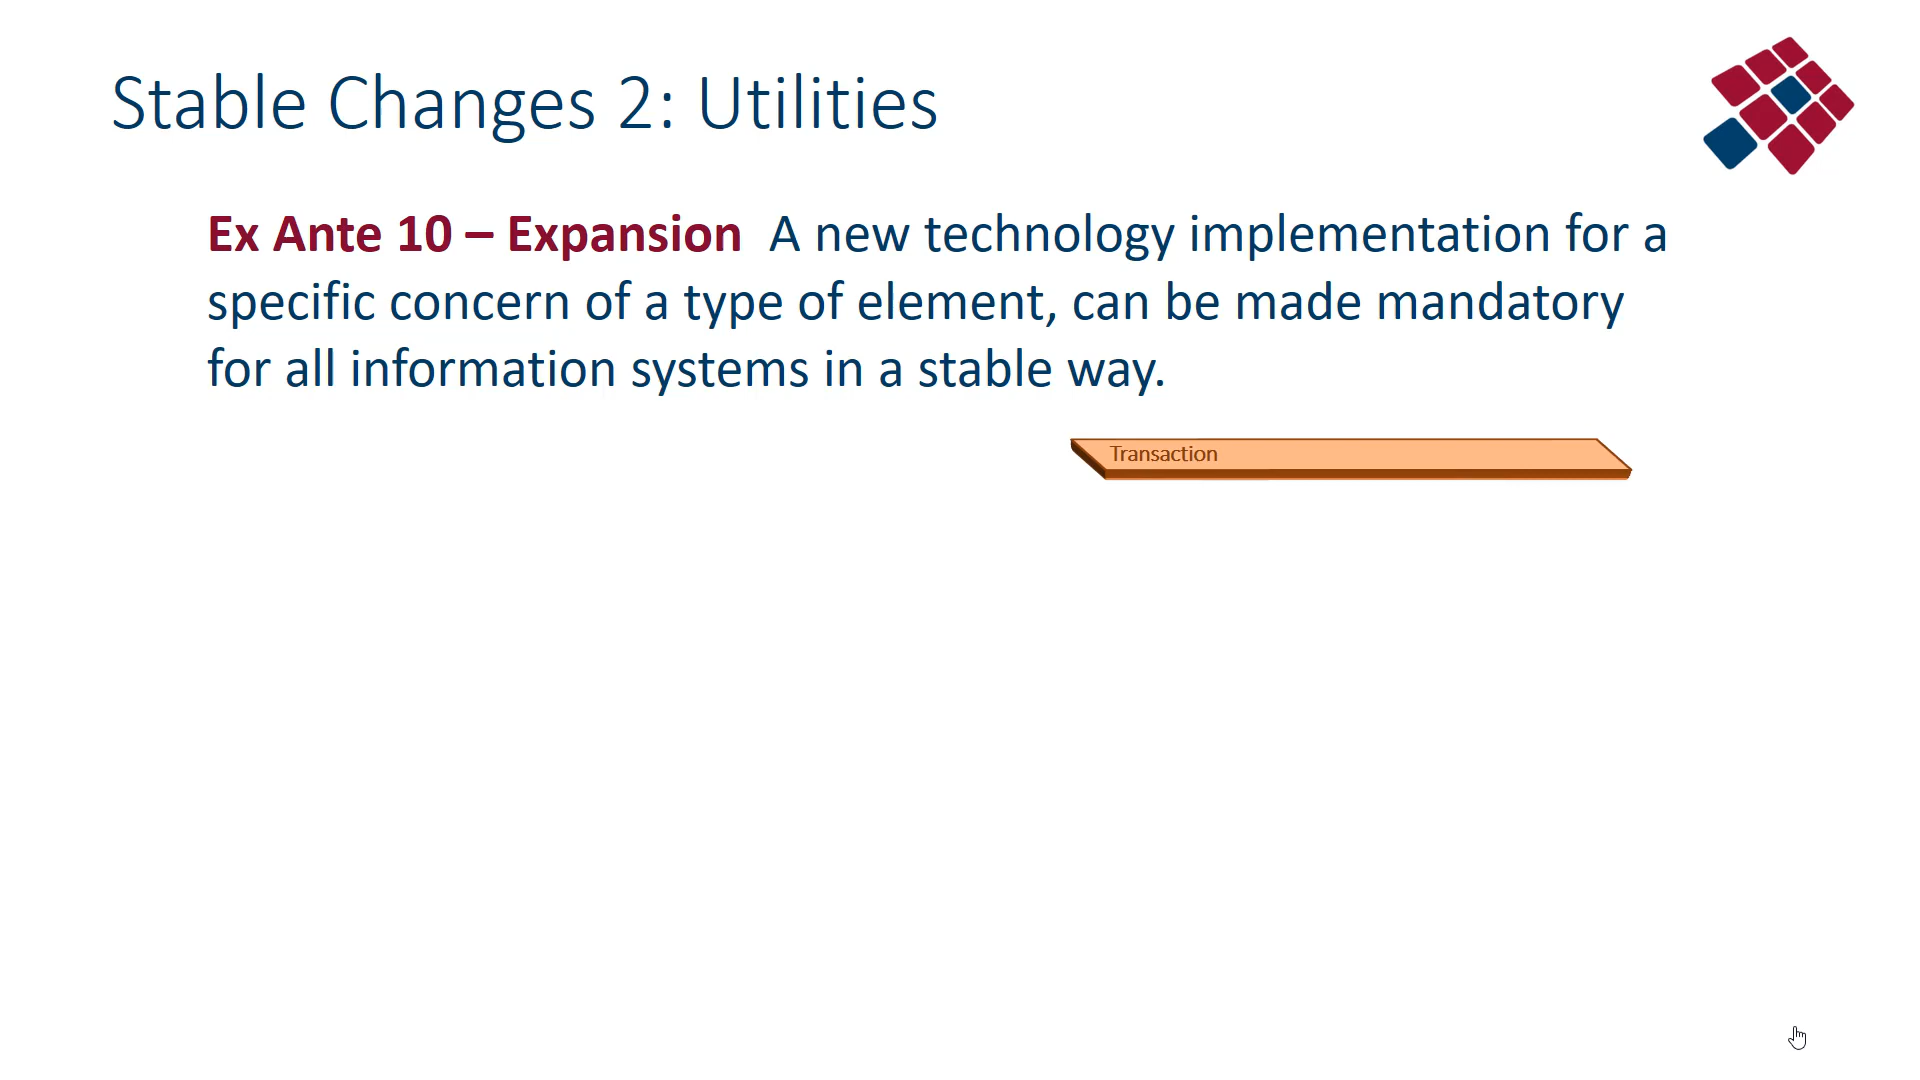 Stable Changes 2: Utilities
Ex Ante 10 – Expansion A new technology implementation for a
specific concern of a type of element, can be made mandatory
for all information systems in a stable way.
Transaction